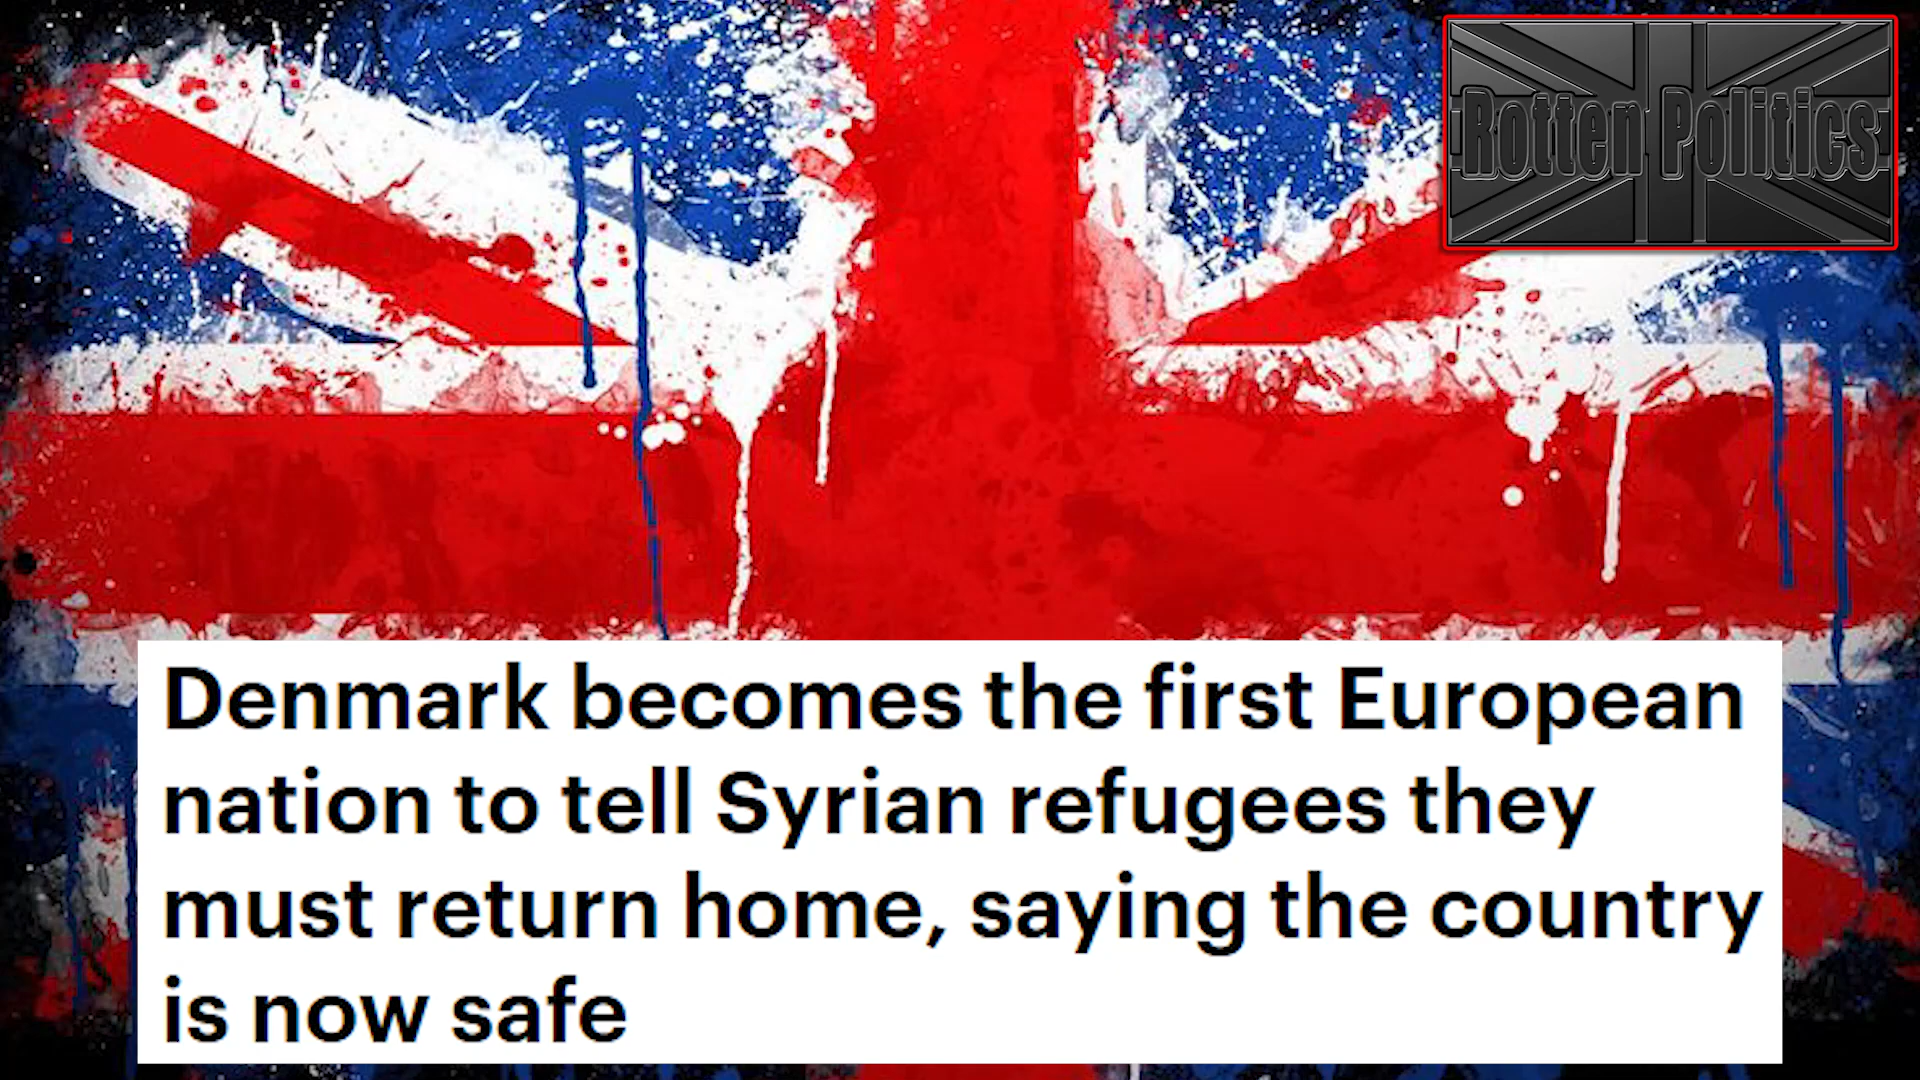 Rotten Politics
Denmark becomes the first European
nation to tell Syrian refugees they
must return home, saying the country
is now safe